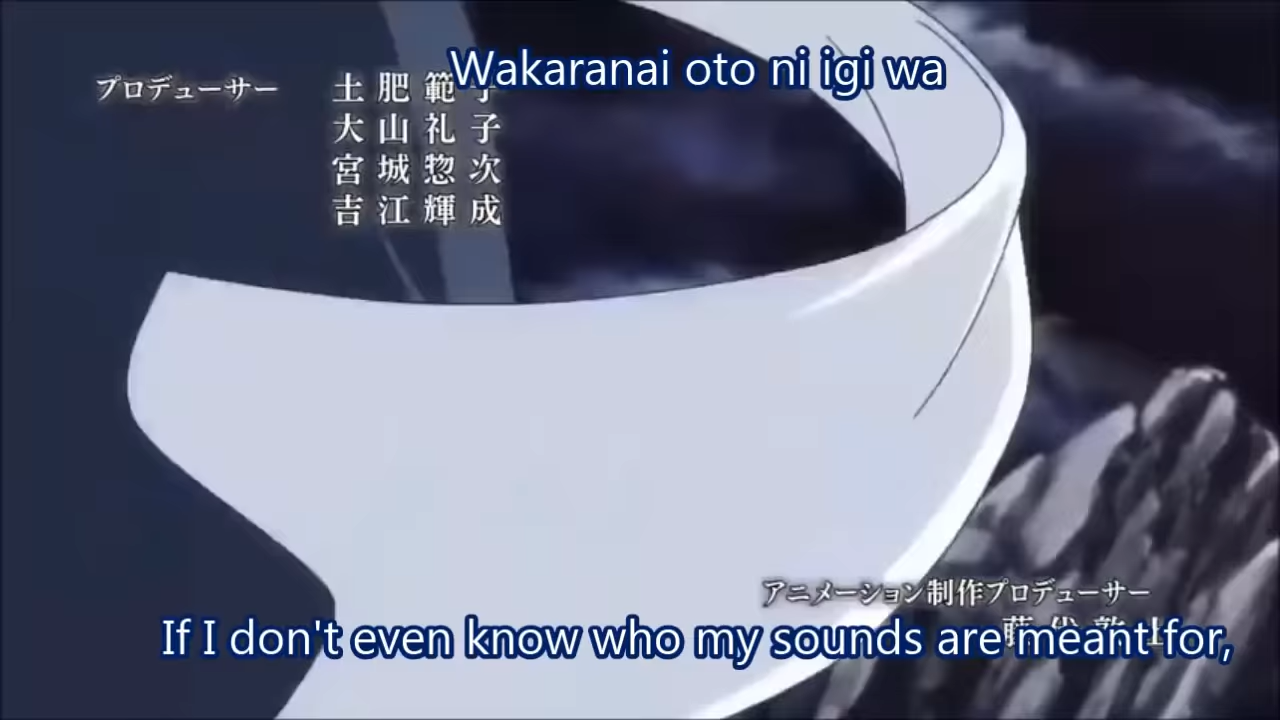 Wakaranai oto ni igi wa
プロデューサー
土肥範子
大山礼子
宮城惣次
吉江輝成
アニメーション制作プロデューサー
If I don't even know who my sounds are meant for,